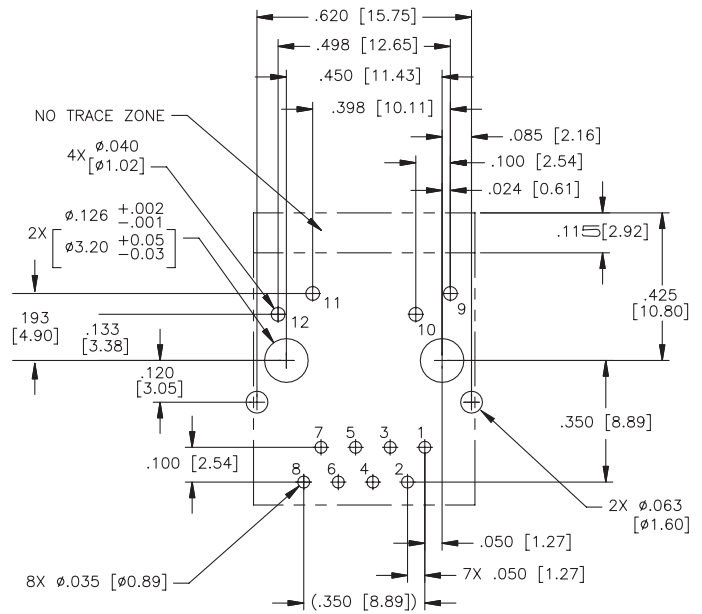 .620 [15.75]
.498 [12.65]
.450 [11.43]
.398 [10.11]
NO TRACE ZONE
.085 [2.16]
4X ø.040
[ø1.02]
.100 [2.54]
.024 [0.61]
ø.126 +.002
-.001
2X [ø3.20 +0.05
-0.03]
[2.92]
.425
[10.80]
11
9
12
10
.193
[4.90]
.133
[3.38]
.120
[3.05]
.350 [8.89]
7 5 3 1
.100 [2.54]
8 6 4 2
2X ø.063
[ø1.60]
.050 [1.27]
8X ø.035 [ø0.89]
7X .050 [1.27]
(.350 [8.89])